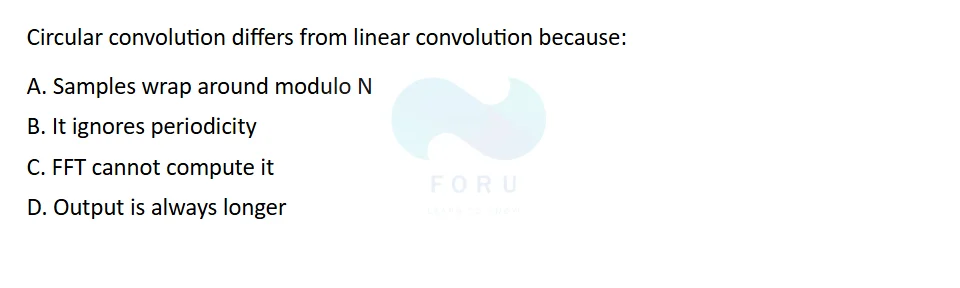 Circular convolution differs from linear convolution because:
A. Samples wrap around modulo N
B. It ignores periodicity
C. FFT cannot compute it
D. Output is always longer
FORU